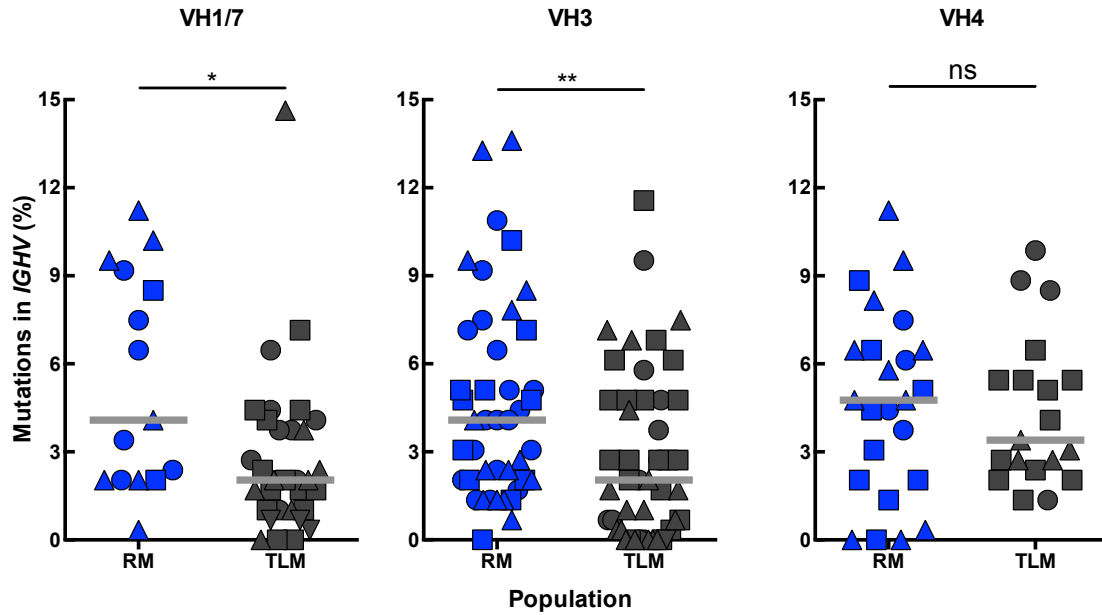 VH1/7
VH3
VH4
*
**
ns
Mutations in IGHV (%)
15
12
9
6
3
0
15
12
9
6
3
0
15
12
9
6
3
0
RM
TLM
RM
TLM
RM
TLM
Population